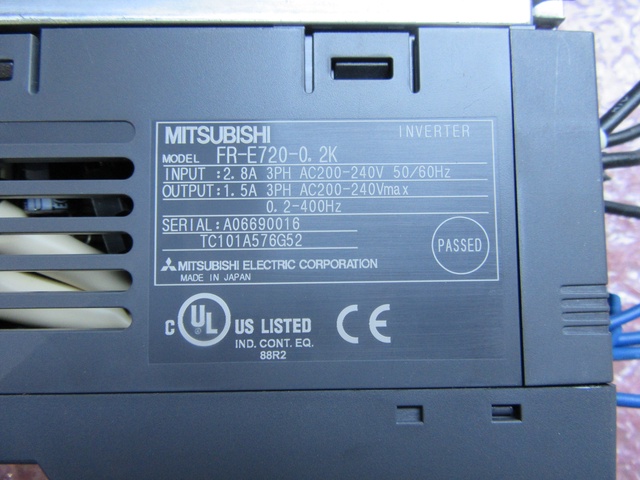 MITSUBISHI INVERTER
MODEL FR-E720-0.2K
INPUT :2.8A 3PH AC200-240V 50/60Hz
OUTPUT:1.5A 3PH AC200-240Vmax
0.2-400Hz
SERIAL:A06690016
TC101A576G52
PASSED
MITSUBISHI ELECTRIC CORPORATION
MADE IN JAPAN
C UL US LISTED CE
IND. CONT. EQ.
88R2